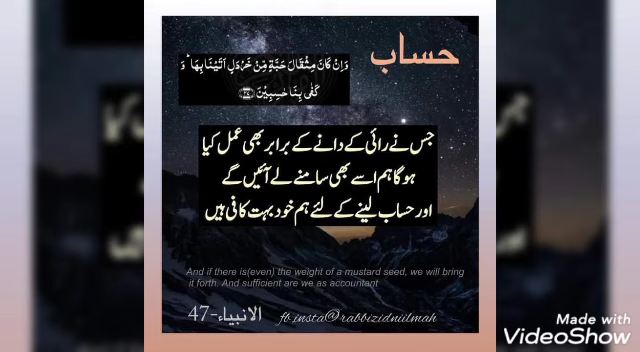 حساب
وَاِنْ كَانَ مِثْقَالَ حَبَّةٍ مِّنْ خَرْدَلٍ اَتَيْنَا بِهَا ؕ وَ
كَفٰى بِنَا حٰسِبِيْنَ ﴿۴۷﴾
جس نے رائی کے دانے کے برابر بھی عمل کیا
ہوگا ہم اسے بھی سامنے لے آئیں گے
اور حساب لینے کے لئے ہم خود بہت کافی ہیں
And if there is(even) the weight of a mustard seed, we will bring
it forth. And sufficient are we as accountant
الانبیاء-47
fb.insta@rabbizidniilmah
Made with
VideoShow